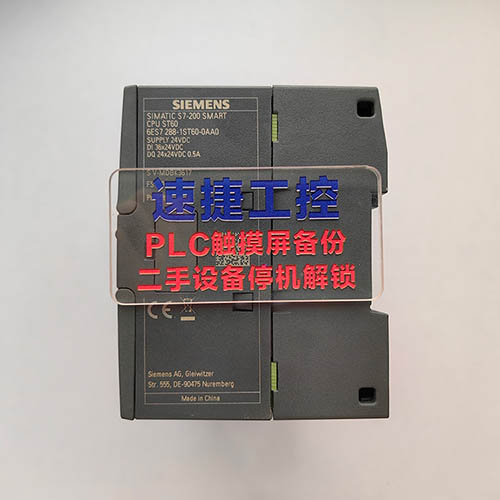 SIEMENS
SIMATIC S7-200 SMART
CPU ST60
6ES7 288-1ST60-0AA0
SUPPLY 24VDC
DI 36x24VDC
DQ 24x24VDC 0.5A
速捷工控
PLC触摸屏备份
二手设备停机解锁
CE
Siemens AG, Gleiwitzer
Str. 555, DE-90475 Nuremberg
Made in China